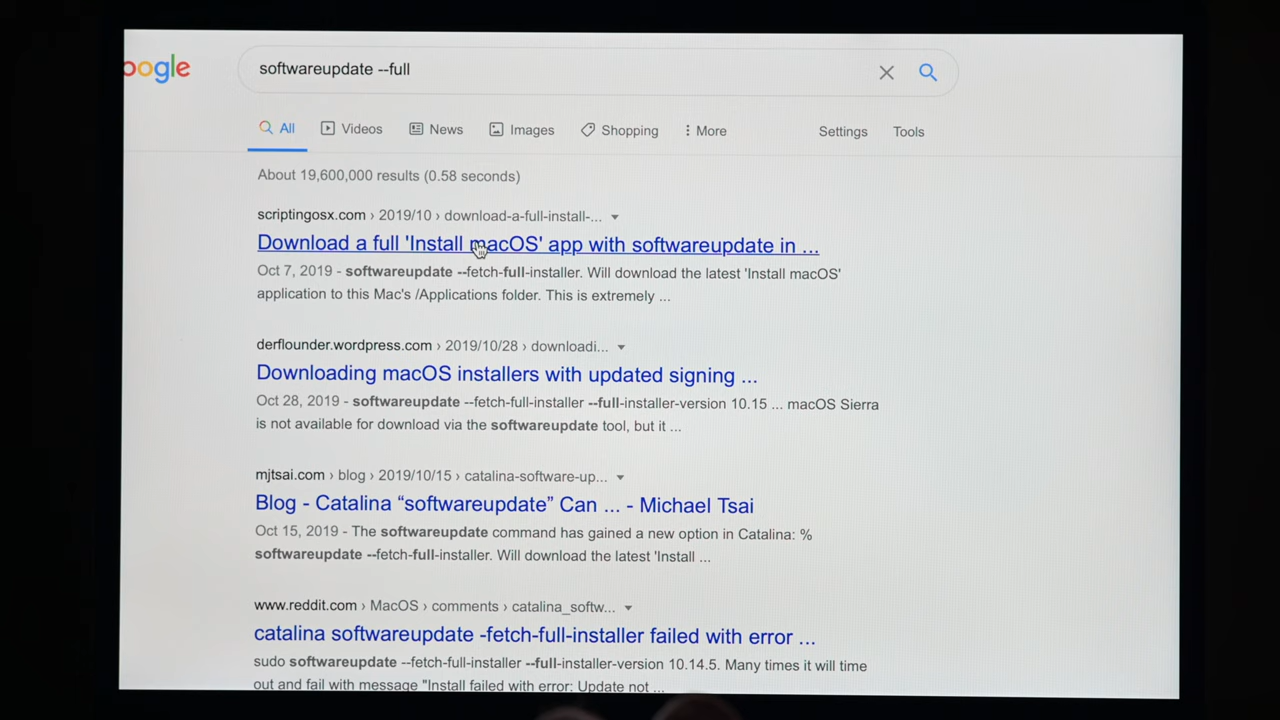 oogle
softwareupdate --full
All Videos News Images Shopping More Settings Tools
About 19,600,000 results (0.58 seconds)
scriptingosx.com › 2019/10 › download-a-full-install-...
Download a full 'Install macOS' app with softwareupdate in ...
Oct 7, 2019 - softwareupdate --fetch-full-installer. Will download the latest 'Install macOS'
application to this Mac's /Applications folder. This is extremely ...
derflounder.wordpress.com › 2019/10/28 › downloadi...
Downloading macOS installers with updated signing ...
Oct 28, 2019 - softwareupdate --fetch-full-installer --full-installer-version 10.15 ... macOS Sierra
is not available for download via the softwareupdate tool, but it ...
mjtsai.com › blog › 2019/10/15 › catalina-software-up...
Blog - Catalina “softwareupdate” Can ... - Michael Tsai
Oct 15, 2019 - The softwareupdate command has gained a new option in Catalina: %
softwareupdate --fetch-full-installer. Will download the latest 'Install ...
www.reddit.com › MacOS › comments › catalina_softw...
catalina softwareupdate -fetch-full-installer failed with error ...
sudo softwareupdate --fetch-full-installer --full-installer-version 10.14.5. Many times it will time
out and fail with message "Install failed with error: Update not ...